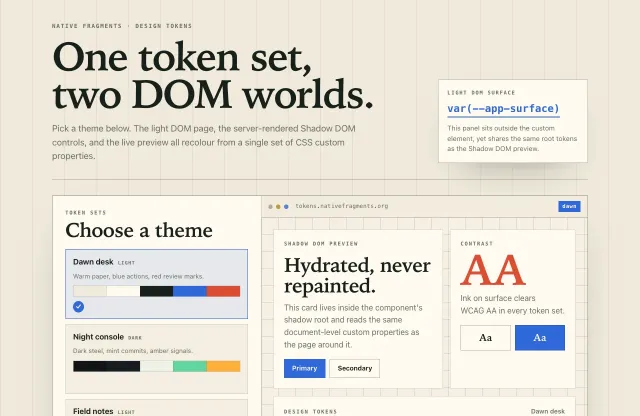 NATIVE FRAGMENTS · DESIGN TOKENS
One token set,
two DOM worlds.
Pick a theme below. The light DOM page, the server-rendered Shadow DOM
controls, and the live preview all recolour from a single set of CSS custom
properties.
LIGHT DOM SURFACE
var(--app-surface)
This panel sits outside the custom
element, yet shares the same root tokens
as the Shadow DOM preview.
TOKEN SETS
Choose a theme
Dawn desk LIGHT
Warm paper, blue actions, red review marks.
Night console DARK
Dark steel, mint commits, amber signals.
Field notes LIGHT
tokens.nativefragments.org
dawn
SHADOW DOM PREVIEW
Hydrated, never
repainted.
This card lives inside the component's
shadow root and reads the same
document-level custom properties as
the page around it.
Primary
Secondary
CONTRAST
AA
Ink on surface clears
WCAG AA in every token set.
Aa
Aa
DESIGN TOKENS
Dawn desk